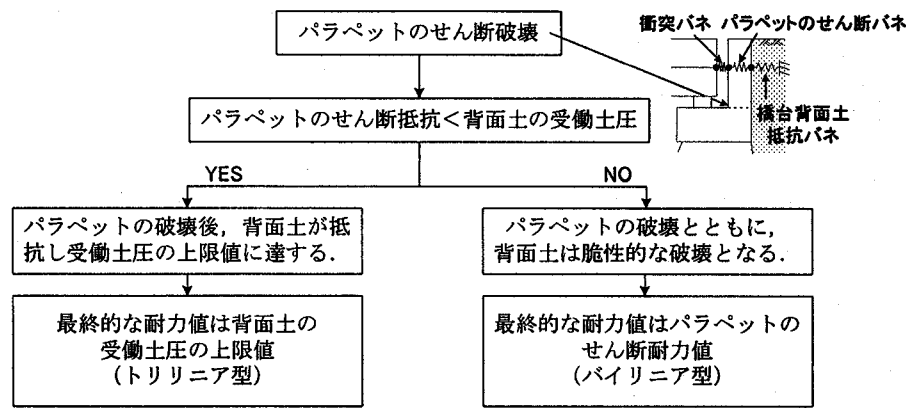 パラペットのせん断破壊
衝突バネ パラペットのせん断バネ
橋台背面土
抵抗バネ
パラペットのせん断抵抗＜背面土の受働土圧
YES
NO
パラペットの破壊後，背面土が抵
抗し受働土圧の上限値に達する．
パラペットの破壊とともに，
背面土は脆性的な破壊となる．
最終的な耐力値は背面土の
受働土圧の上限値
（トリリニア型）
最終的な耐力値はパラペットの
せん断耐力値
（バイリニア型）